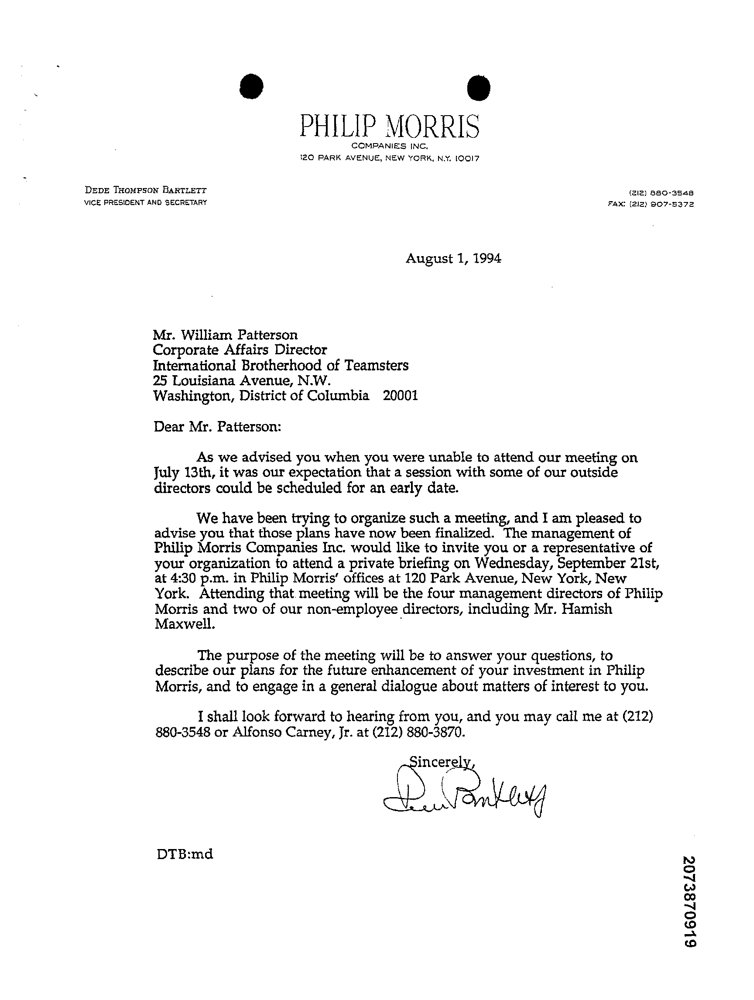 PHILIP MORRIS
COMPANIES INC.
120 PARK AVENUE, NEW YORK, N.Y. 10017
DEDE THOMPSON BARTLETT
VICE PRESIDENT AND SECRETARY
(212) 880-3548
FAX: (212) 907-5372
August 1, 1994
Mr. William Patterson
Corporate Affairs Director
International Brotherhood of Teamsters
25 Louisiana Avenue, N.W.
Washington, District of Columbia 20001
Dear Mr. Patterson:
As we advised you when you were unable to attend our meeting on
July 13th, it was our expectation that a session with some of our outside
directors could be scheduled for an early date.
We have been trying to organize such a meeting, and I am pleased to
advise you that those plans have now been finalized. The management of
Philip Morris Companies Inc. would like to invite you or a representative of
your organization to attend a private briefing on Wednesday, September 21st,
at 4:30 p.m. in Philip Morris' offices at 120 Park Avenue, New York, New
York. Attending that meeting will be the four management directors of Philip
Morris and two of our non-employee directors, including Mr. Hamish
Maxwell.
The purpose of the meeting will be to answer your questions, to
describe our plans for the future enhancement of your investment in Philip
Morris, and to engage in a general dialogue about matters of interest to you.
I shall look forward to hearing from you, and you may call me at (212)
880-3548 or Alfonso Carney, Jr. at (212) 880-3870.
Sincerely,
DTB:md
2073870919